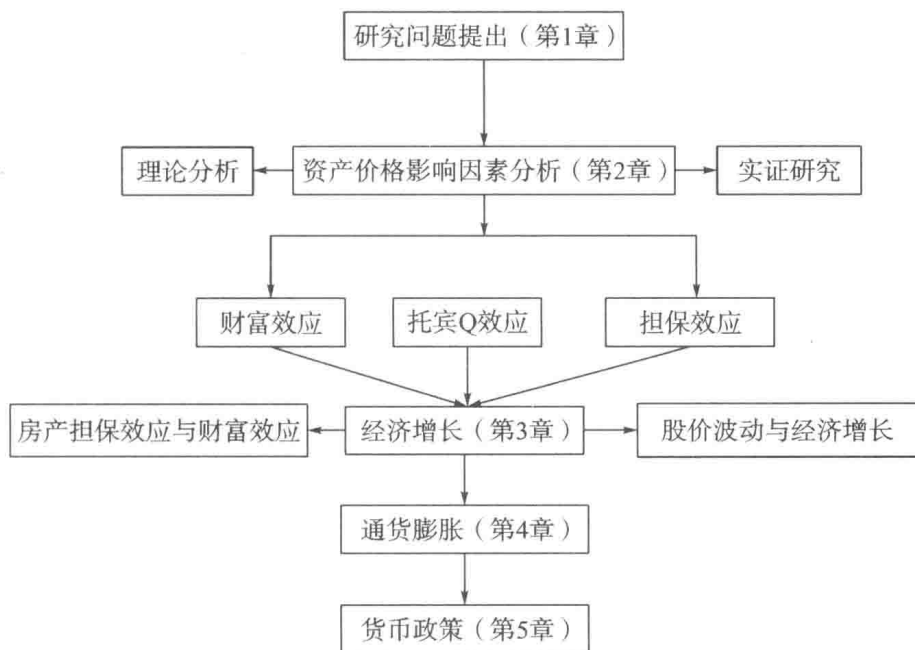 研究问题提出（第1章）
理论分析
资产价格影响因素分析（第2章）
实证研究
财富效应
托宾Q效应
担保效应
房产担保效应与财富效应
经济增长（第3章）
股价波动与经济增长
通货膨胀（第4章）
货币政策（第5章）